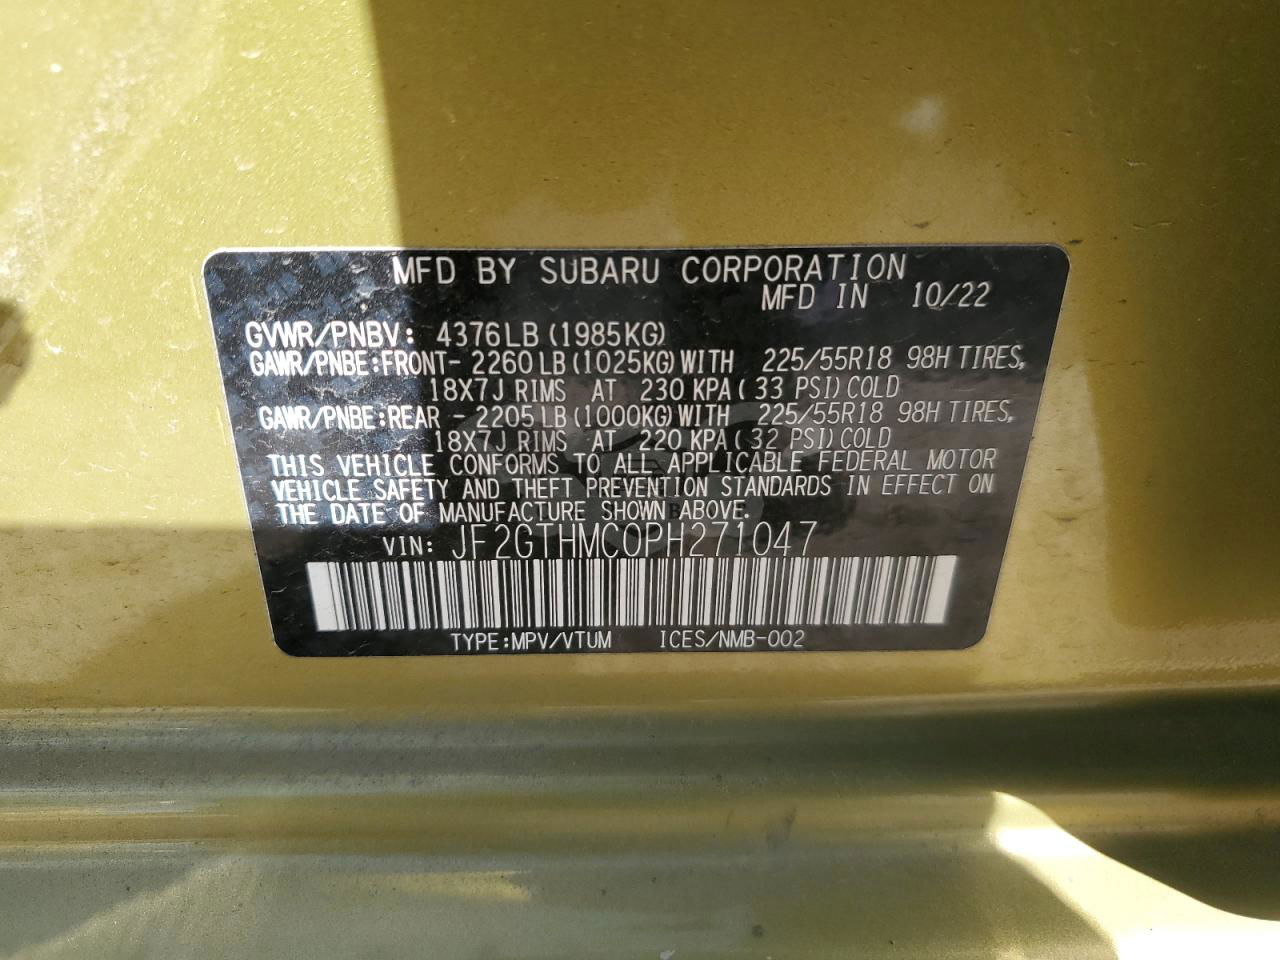 MFD BY SUBARU CORPORATION
MFD IN 10/22
GVWR/PNBV: 4376LB (1985KG)
GAWR/PNBE:FRONT- 2260LB (1025KG) WITH 225/55R18 98H TIRES,
18X7J RIMS AT 230 KPA ( 33 PSI) COLD
GAWR/PNBE:REAR - 2205LB (1000KG) WITH 225/55R18 98H TIRES,
18X7J RIMS AT 220 KPA ( 32 PSI) COLD
THIS VEHICLE CONFORMS TO ALL APPLICABLE FEDERAL MOTOR
VEHICLE SAFETY AND THEFT PREVENTION STANDARDS IN EFFECT ON
THE DATE OF MANUFACTURE SHOWN ABOVE.
VIN: JF2GTHMC0PH271047
TYPE:MPV/VTUM ICES/NMB-002